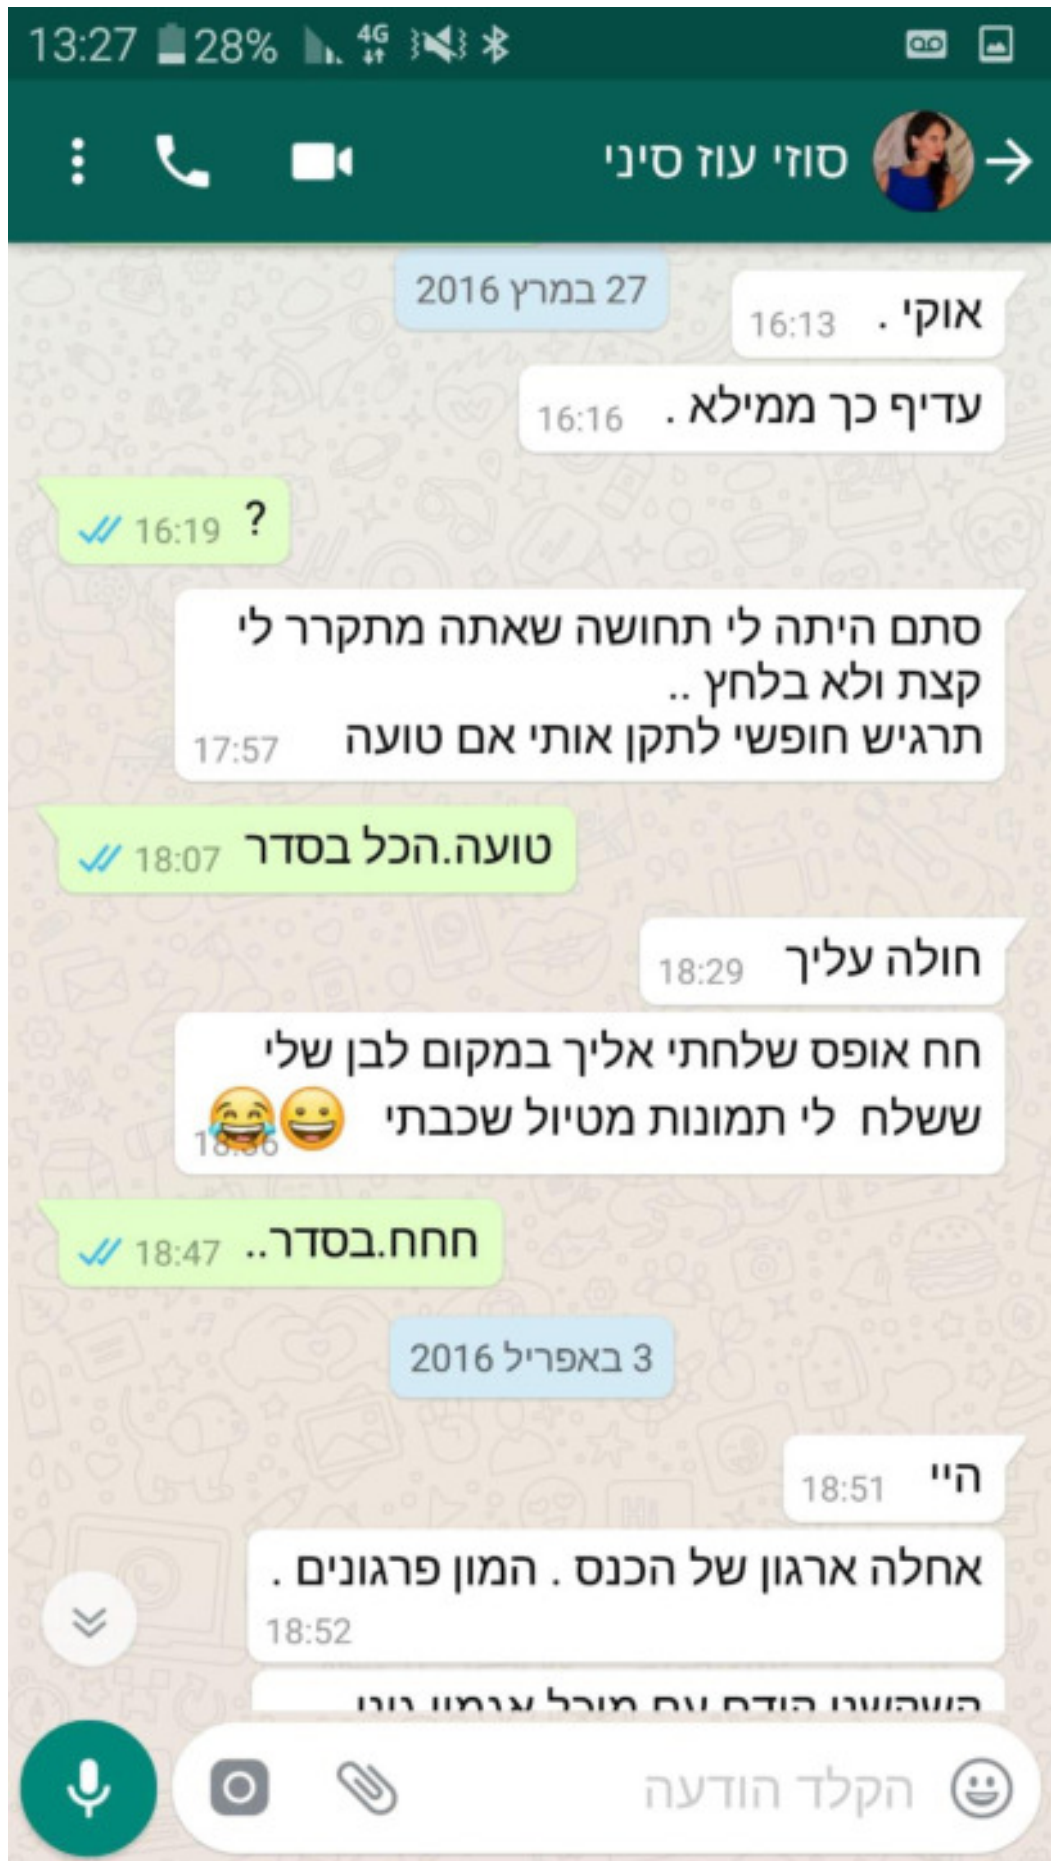 13:27 28% 4G
סוזי עוז סיני
27 במרץ 2016
אוקי . 16:13
עדיף כך ממילא . 16:16
? 16:19
סתם היתה לי תחושה שאתה מתקרר לי
קצת ולא בלחץ ..
תרגיש חופשי לתקן אותי אם טועה 17:57
טועה.הכל בסדר 18:07
חולה עליך 18:29
חח אופס שלחתי אליך במקום לבן שלי
ששלח לי תמונות מטיול שכבתי 😀😂
חחח.בסדר.. 18:47
3 באפריל 2016
היי 18:51
אחלה ארגון של הכנס . המון פרגונים .
18:52
הקלד הודעה